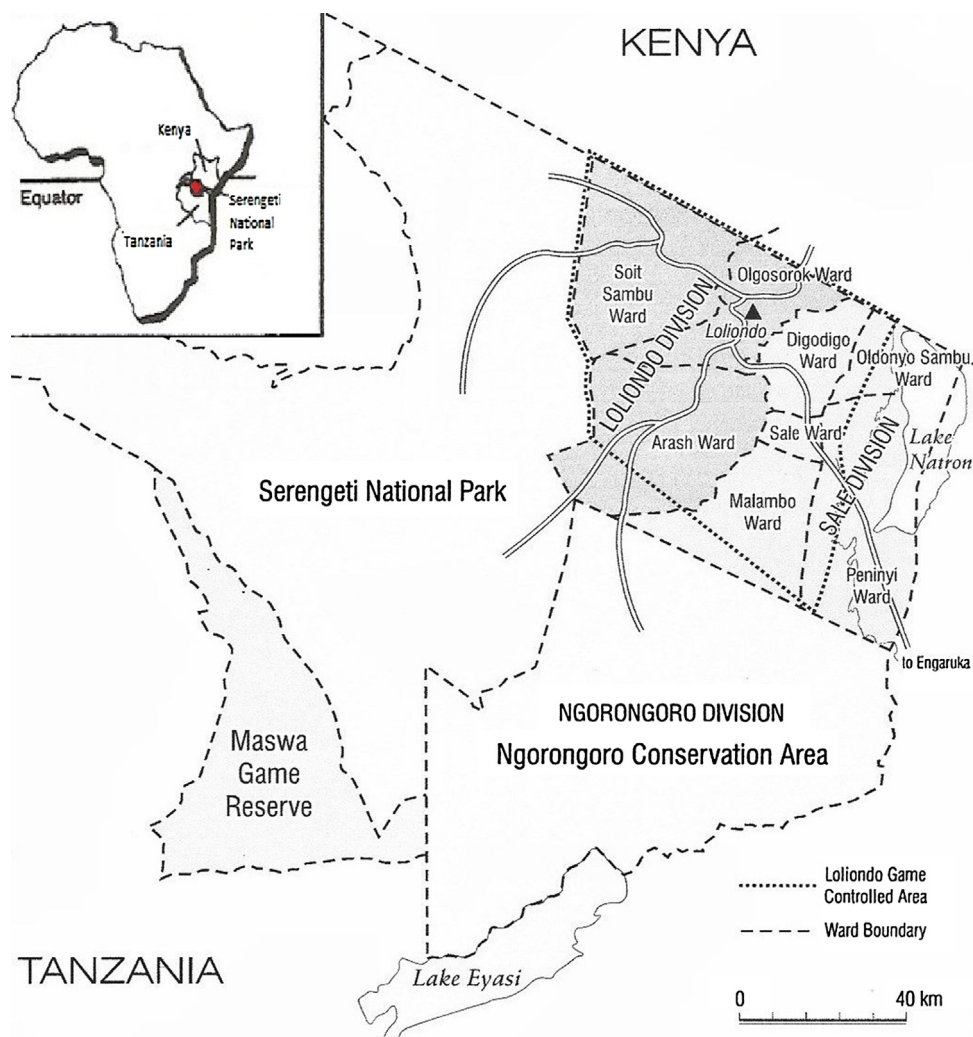 KENYA
Kenya
Equator
Serengeti
National
Park
Tanzania
Soit
Sambu
Ward
Olgosorok Ward
LOLIONDO DIVISION
Loliondo
Digodigo
Ward
Oldonyo Sambu
Ward
Arash Ward
Sale Ward
Lake
Natron
SALE DIVISION
Serengeti National Park
Malambo
Ward
Peninyi
Ward
to Engaruka
NGORONGORO DIVISION
Ngorongoro Conservation Area
Maswa
Game
Reserve
Loliondo Game
Controlled Area
Ward Boundary
TANZANIA
Lake Eyasi
0 40 km